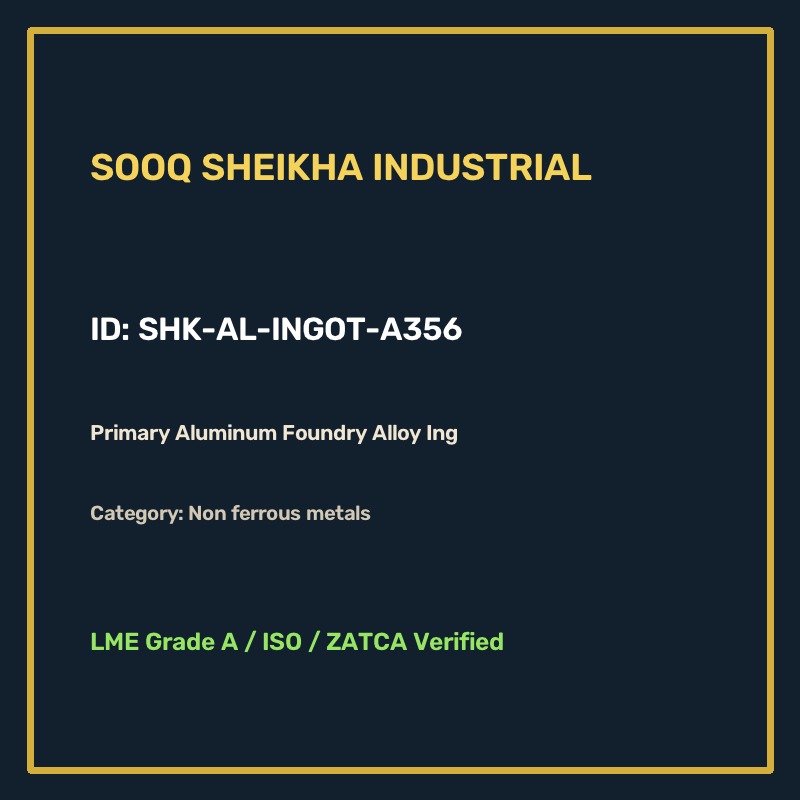 SOOQ SHEIKHA INDUSTRIAL
ID: SHK-AL-INGOT-A356
Primary Aluminum Foundry Alloy Ing
Category: Non ferrous metals
LME Grade A / ISO / ZATCA Verified